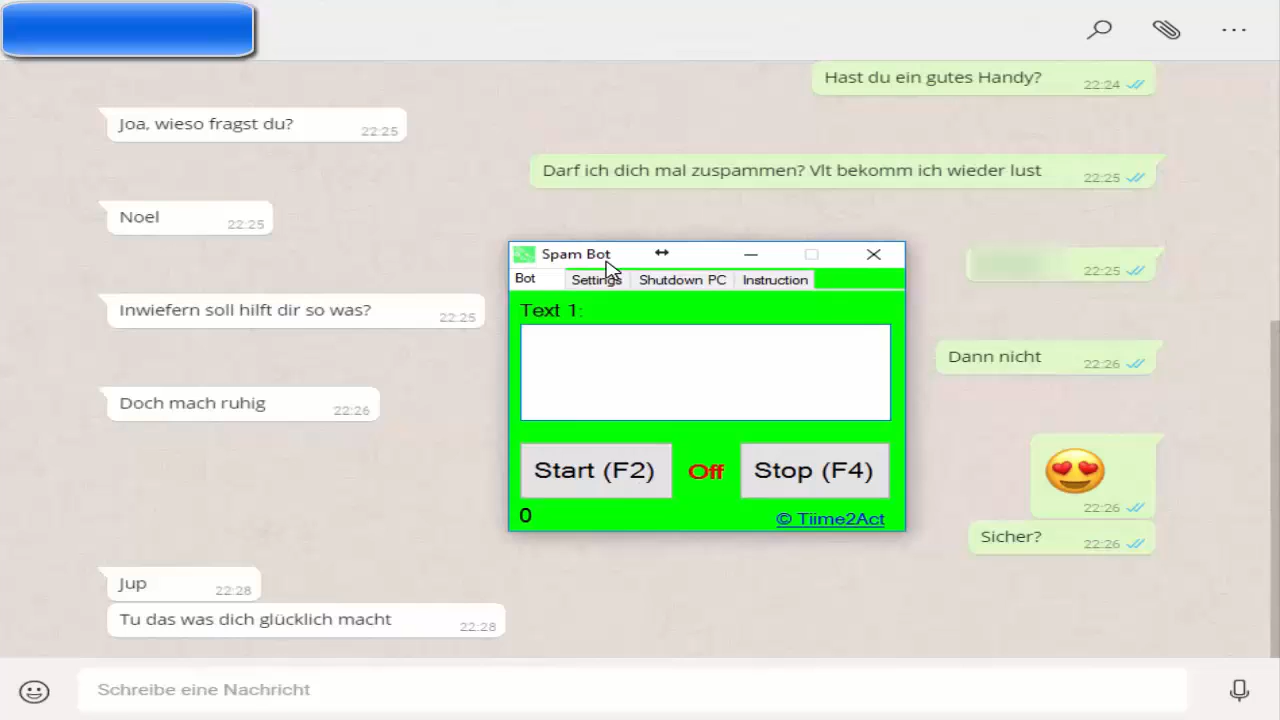 Hast du ein gutes Handy?
22:24
Joa, wieso fragst du?
22:25
Darf ich dich mal zuspammen? Vlt bekomm ich wieder lust
22:25
Noel
22:25
22:25
Inwiefern soll hilft dir so was?
22:25
Dann nicht
22:26
Doch mach ruhig
22:26
22:26
Sicher?
22:26
Jup
22:28
Tu das was dich glücklich macht
22:28
Schreibe eine Nachricht
Spam Bot
Bot Settings Shutdown PC Instruction
Text 1:
Start (F2) Off Stop (F4)
0
© Tiime2Act